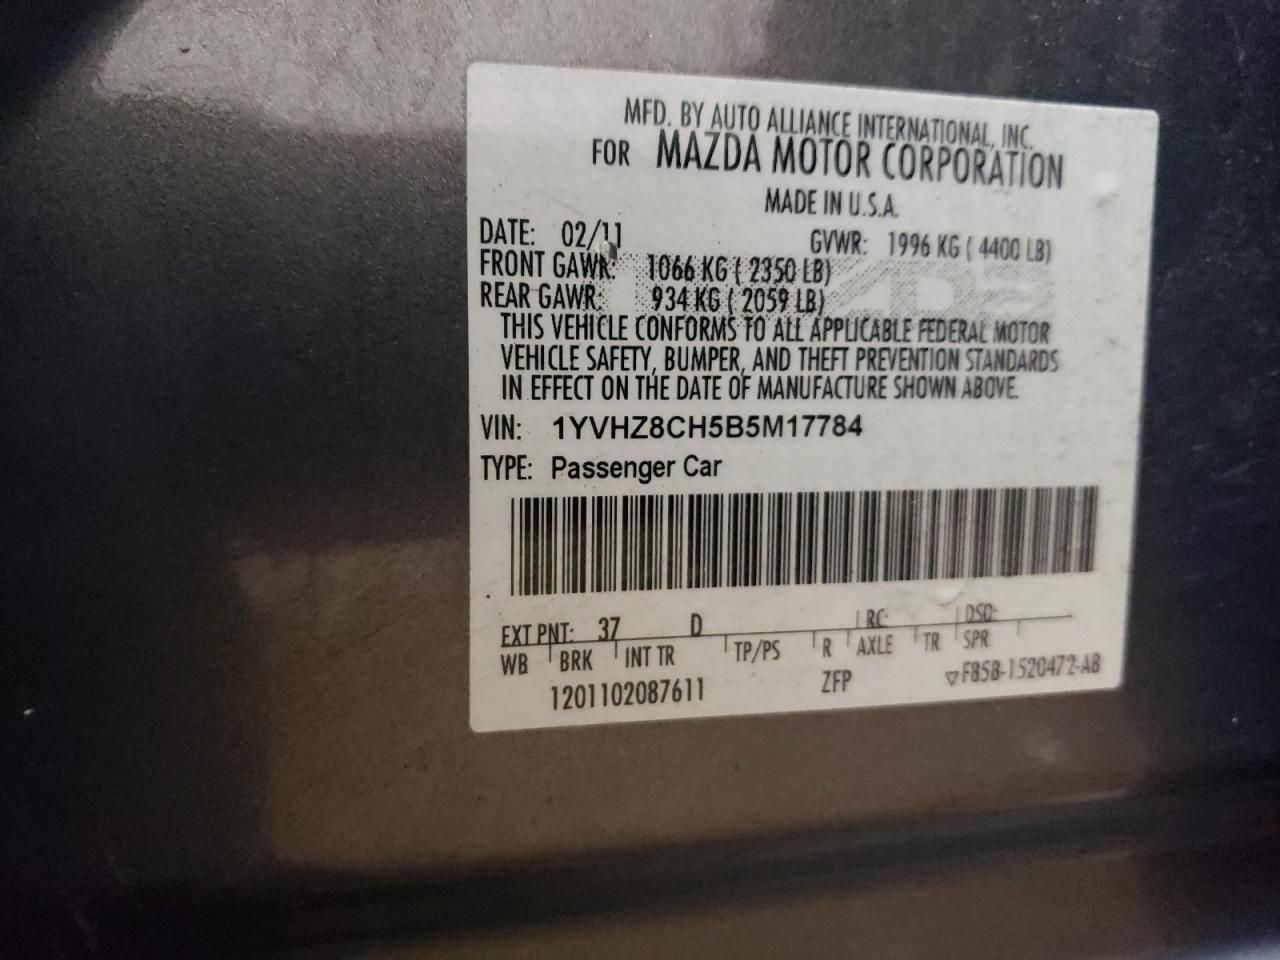 MFD. BY AUTO ALLIANCE INTERNATIONAL, INC.
FOR MAZDA MOTOR CORPORATION
MADE IN U.S.A.
DATE: 02/11 GVWR: 1996 KG ( 4400 LB)
FRONT GAWR: 1066 KG ( 2350 LB)
REAR GAWR: 934 KG ( 2059 LB)
THIS VEHICLE CONFORMS TO ALL APPLICABLE FEDERAL MOTOR
VEHICLE SAFETY, BUMPER, AND THEFT PREVENTION STANDARDS
IN EFFECT ON THE DATE OF MANUFACTURE SHOWN ABOVE.
VIN: 1YVHZ8CH5B5M17784
TYPE: Passenger Car
EXT PNT: 37 D RC: DSO:
WB BRK INT TR TP/PS R AXLE TR SPR
1201102087611 ZFP ▽F85B-1520472-AB